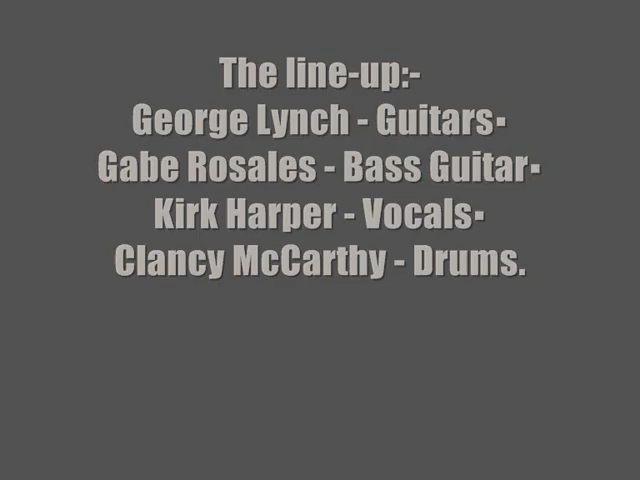 The line-up:-
George Lynch - Guitars▪
Gabe Rosales - Bass Guitar▪
Kirk Harper - Vocals▪
Clancy McCarthy - Drums.